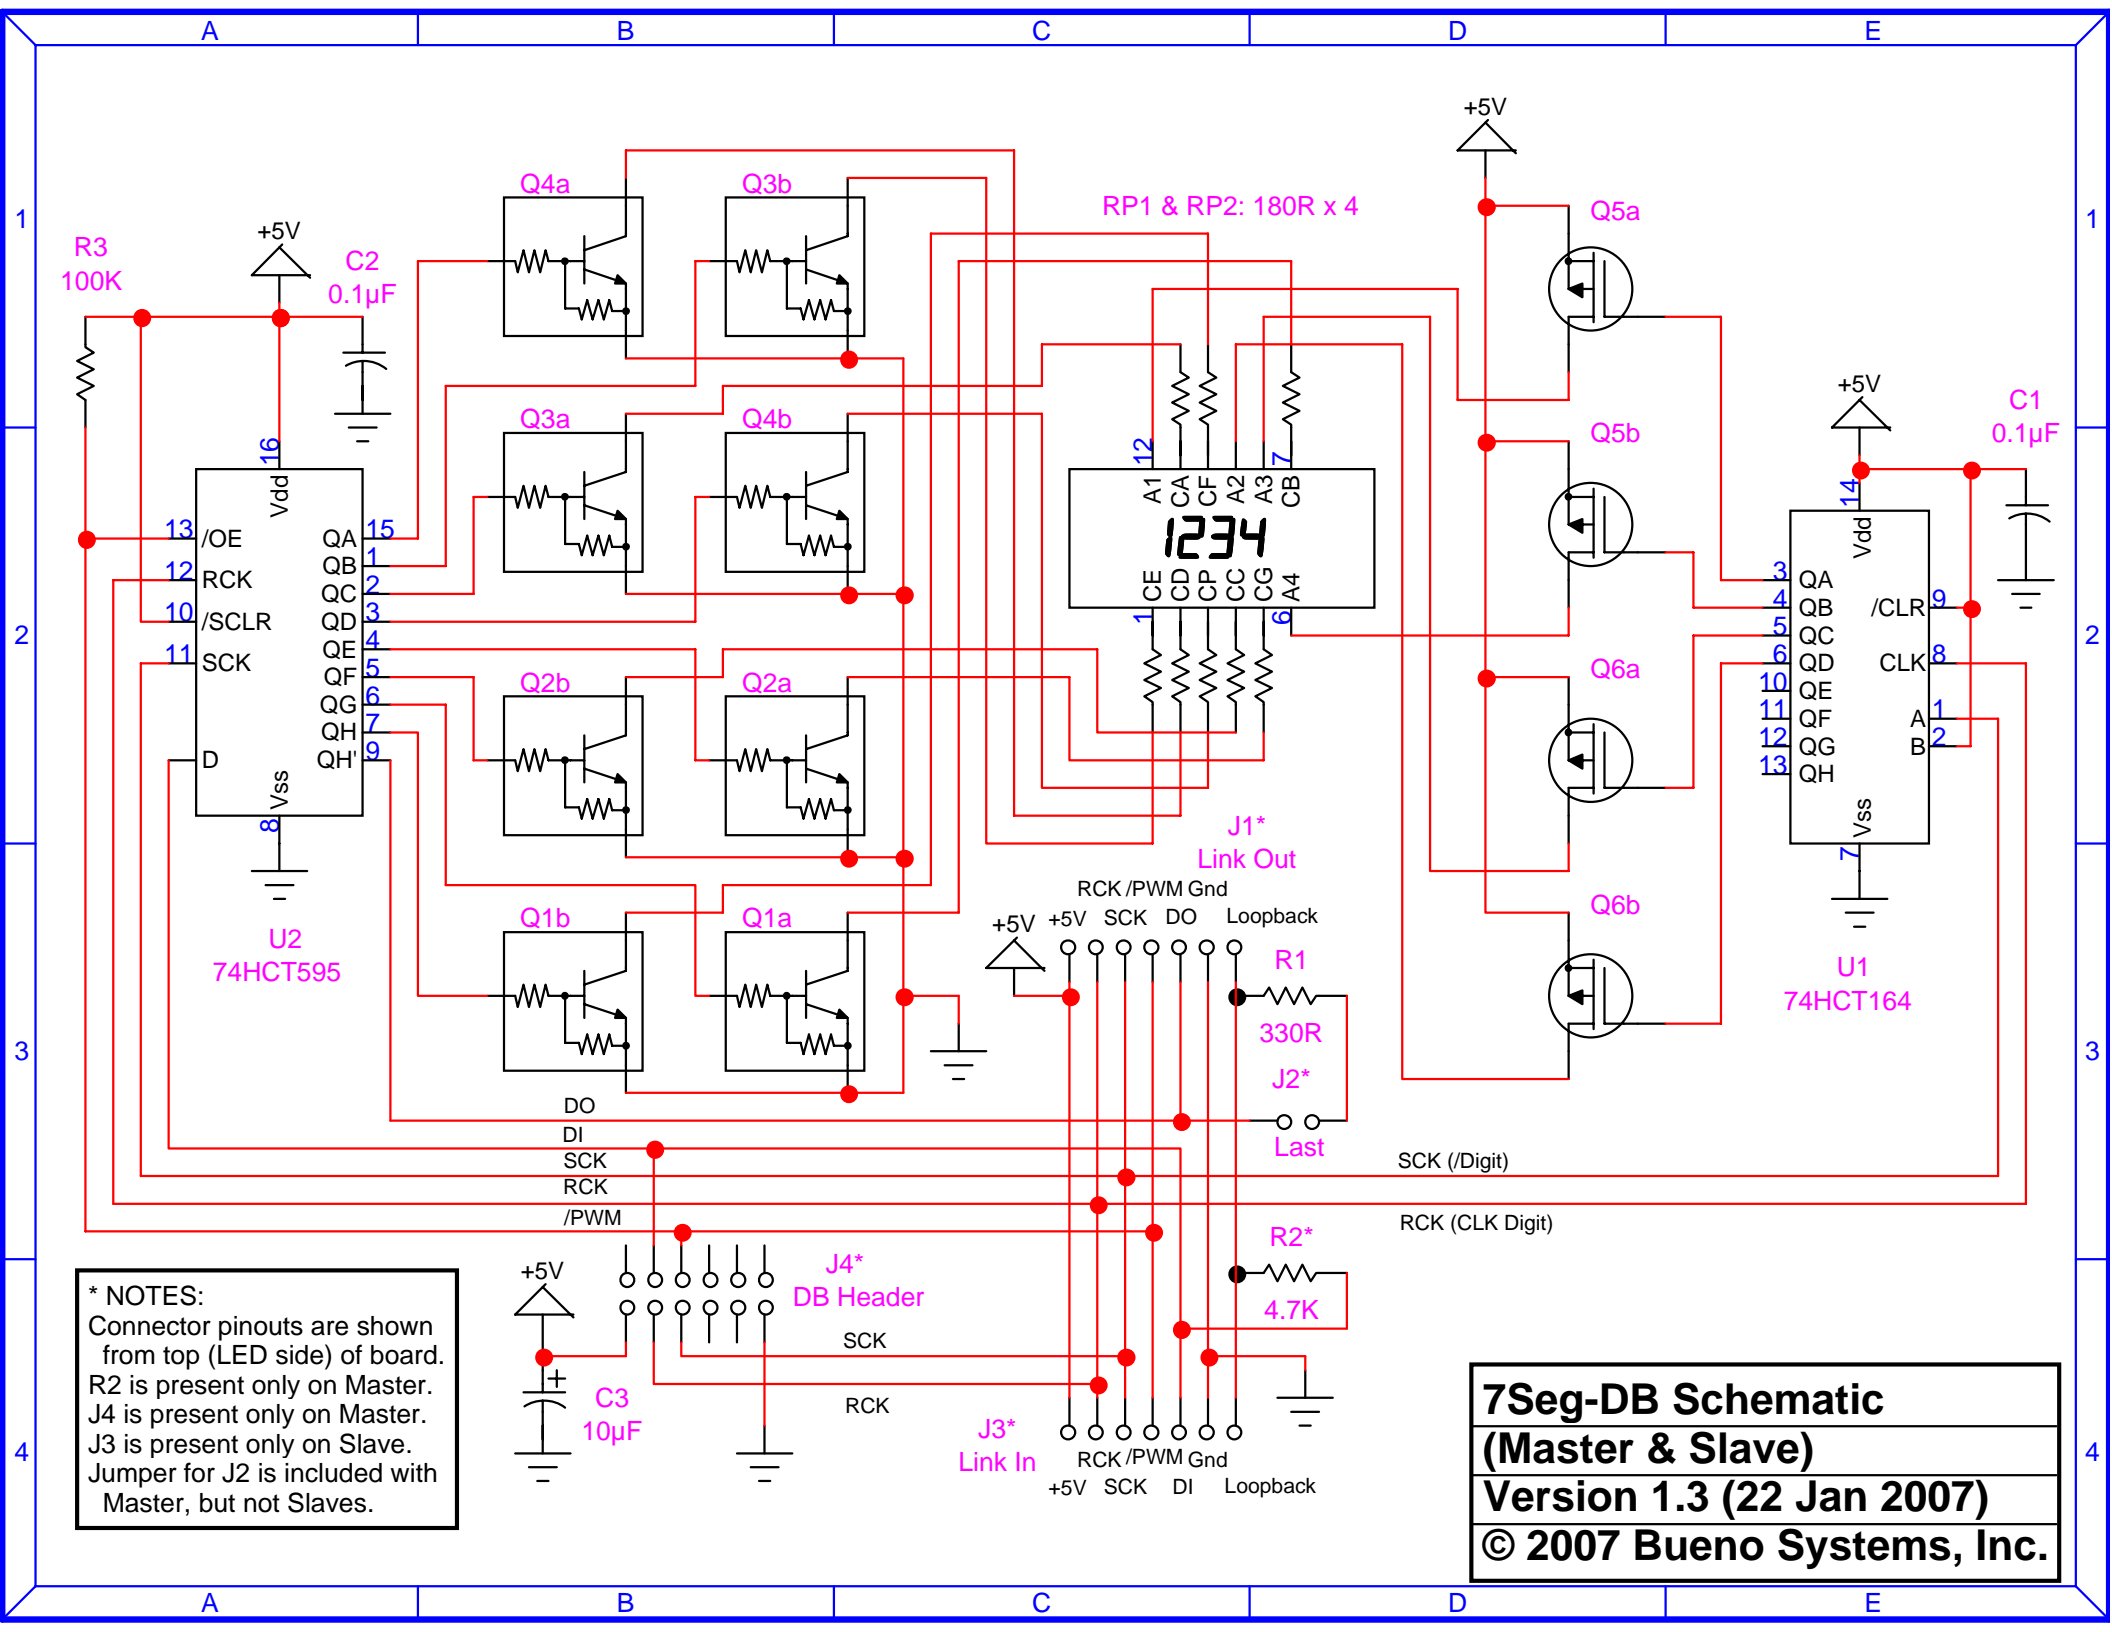 A B C D E
1 1
2 2
3 3
4 4
A B C D E
R3
100K
+5V
C2
0.1µF
16
Vdd
13 /OE
12 RCK
10 /SCLR
11 SCK
D
QA 15
QB 1
QC 2
QD 3
QE 4
QF 5
QG 6
QH 7
QH' 9
Vss
8
U2
74HCT595
Q4a
Q3b
Q3a
Q4b
Q2b
Q2a
Q1b
Q1a
RP1 & RP2: 180R x 4
12 7
A1 CA CF A2 A3 CB
1234
CE CD CP CC CG A4
1 6
+5V
Q5a
Q5b
Q6a
Q6b
+5V
C1
0.1µF
14
Vdd
3 QA
4 QB
5 QC
6 QD
10 QE
11 QF
12 QG
13 QH
/CLR 9
CLK 8
A 1
B 2
Vss
7
U1
74HCT164
J1*
Link Out
RCK /PWM Gnd
+5V +5V SCK DO Loopback
R1
330R
J2*
Last
DO
DI
SCK
RCK
/PWM
SCK (/Digit)
RCK (CLK Digit)
R2*
4.7K
+5V
J4*
DB Header
SCK
RCK
+
C3
10µF
J3*
Link In
RCK /PWM Gnd
+5V SCK DI Loopback
* NOTES:
Connector pinouts are shown
from top (LED side) of board.
R2 is present only on Master.
J4 is present only on Master.
J3 is present only on Slave.
Jumper for J2 is included with
Master, but not Slaves.
7Seg-DB Schematic
(Master & Slave)
Version 1.3 (22 Jan 2007)
© 2007 Bueno Systems, Inc.